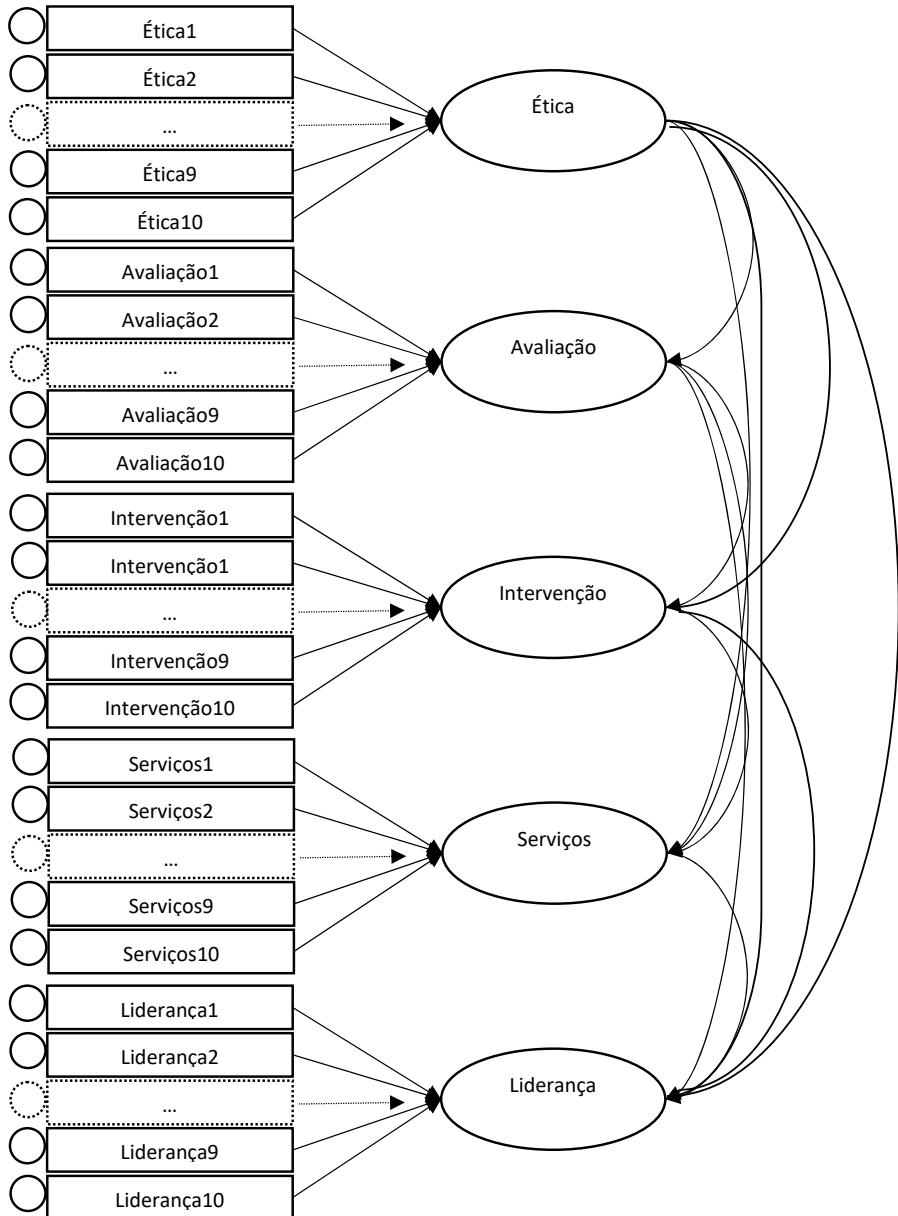 Ética1
Ética2
...
Ética9
Ética10
Ética
Avaliação1
Avaliação2
...
Avaliação9
Avaliação10
Avaliação
Intervenção1
Intervenção1
...
Intervenção9
Intervenção10
Intervenção
Serviços1
Serviços2
...
Serviços9
Serviços10
Serviços
Liderança1
Liderança2
...
Liderança9
Liderança10
Liderança